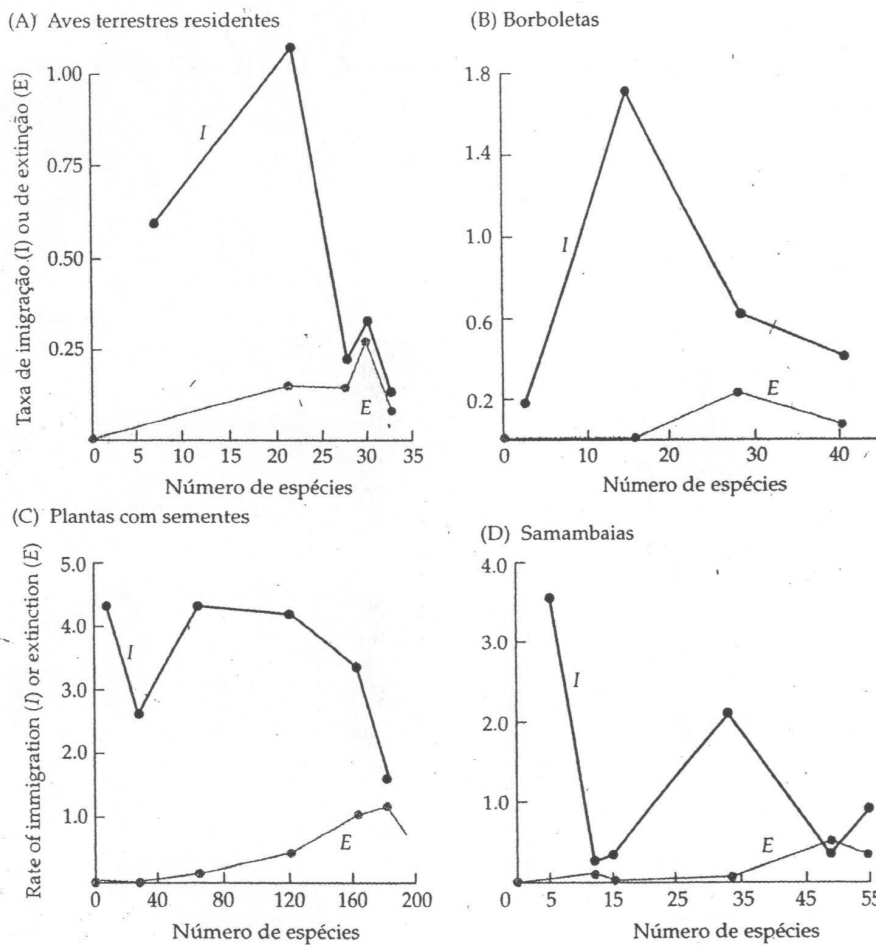 (A) Aves terrestres residentes
Taxa de imigração (I) ou de extinção (E)
1.00
0.75
0.50
0.25
I
E
0 5 10 15 20 25 30 35
Número de espécies
(B) Borboletas
1.8
1.4
1.0
0.6
0.2
I
E
0 10 20 30 40
Número de espécies
(C) Plantas com sementes
Rate of immigration (I) or extinction (E)
5.0
4.0
3.0
2.0
1.0
I
E
0 40 80 120 160 200
Número de espécies
(D) Samambaias
4.0
3.0
2.0
1.0
I
E
0 5 15 25 35 45 55
Número de espécies